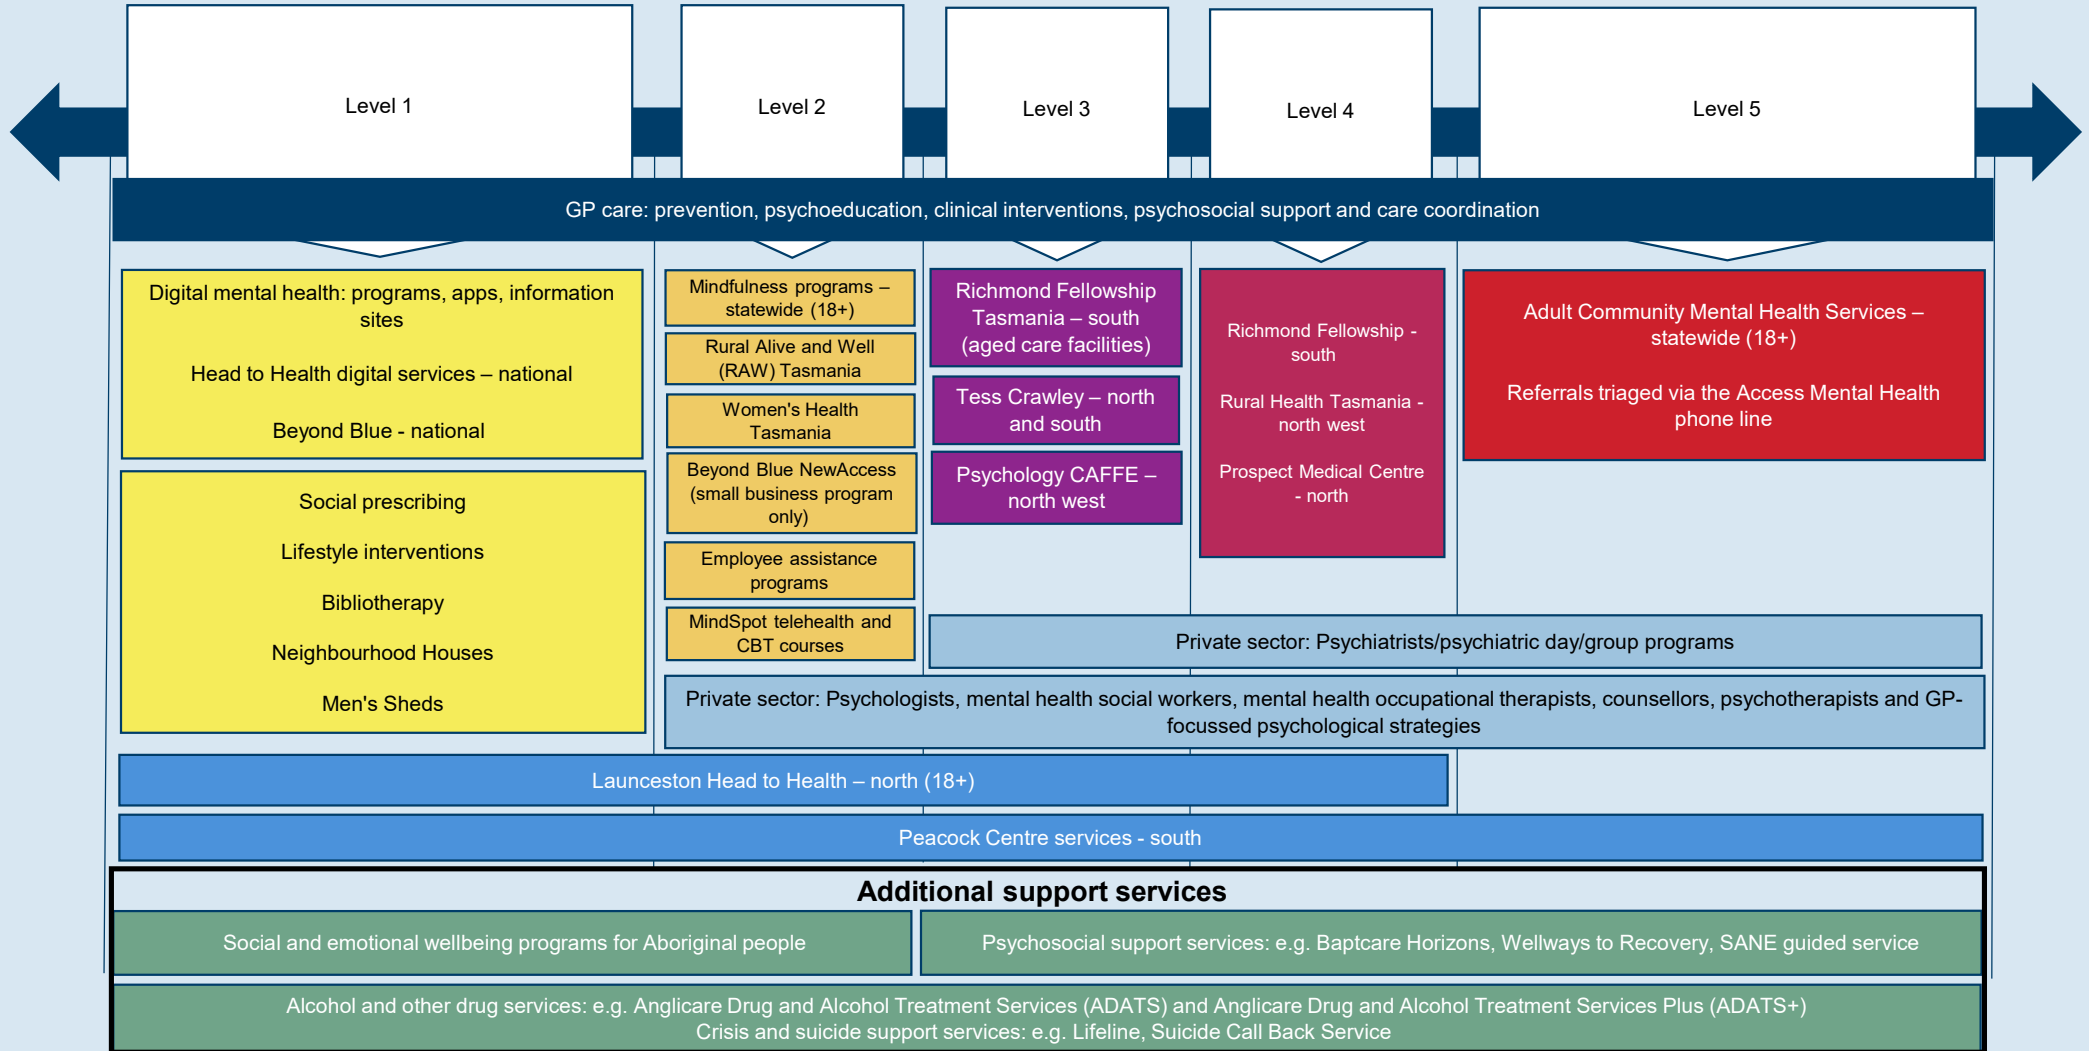 Level 1
Level 2
Level 3
Level 4
Level 5
GP care: prevention, psychoeducation, clinical interventions, psychosocial support and care coordination
Digital mental health: programs, apps, information
sites
Head to Health digital services – national
Beyond Blue - national
Social prescribing
Lifestyle interventions
Bibliotherapy
Neighbourhood Houses
Men's Sheds
Mindfulness programs –
statewide (18+)
Rural Alive and Well
(RAW) Tasmania
Women's Health
Tasmania
Beyond Blue NewAccess
(small business program
only)
Employee assistance
programs
MindSpot telehealth and
CBT courses
Richmond Fellowship
Tasmania – south
(aged care facilities)
Tess Crawley – north
and south
Psychology CAFFE –
north west
Richmond Fellowship -
south
Rural Health Tasmania -
north west
Prospect Medical Centre
- north
Adult Community Mental Health Services –
statewide (18+)
Referrals triaged via the Access Mental Health
phone line
Private sector: Psychiatrists/psychiatric day/group programs
Private sector: Psychologists, mental health social workers, mental health occupational therapists, counsellors, psychotherapists and GP-
focussed psychological strategies
Launceston Head to Health – north (18+)
Peacock Centre services - south
Additional support services
Social and emotional wellbeing programs for Aboriginal people
Psychosocial support services: e.g. Baptcare Horizons, Wellways to Recovery, SANE guided service
Alcohol and other drug services: e.g. Anglicare Drug and Alcohol Treatment Services (ADATS) and Anglicare Drug and Alcohol Treatment Services Plus (ADATS+)
Crisis and suicide support services: e.g. Lifeline, Suicide Call Back Service